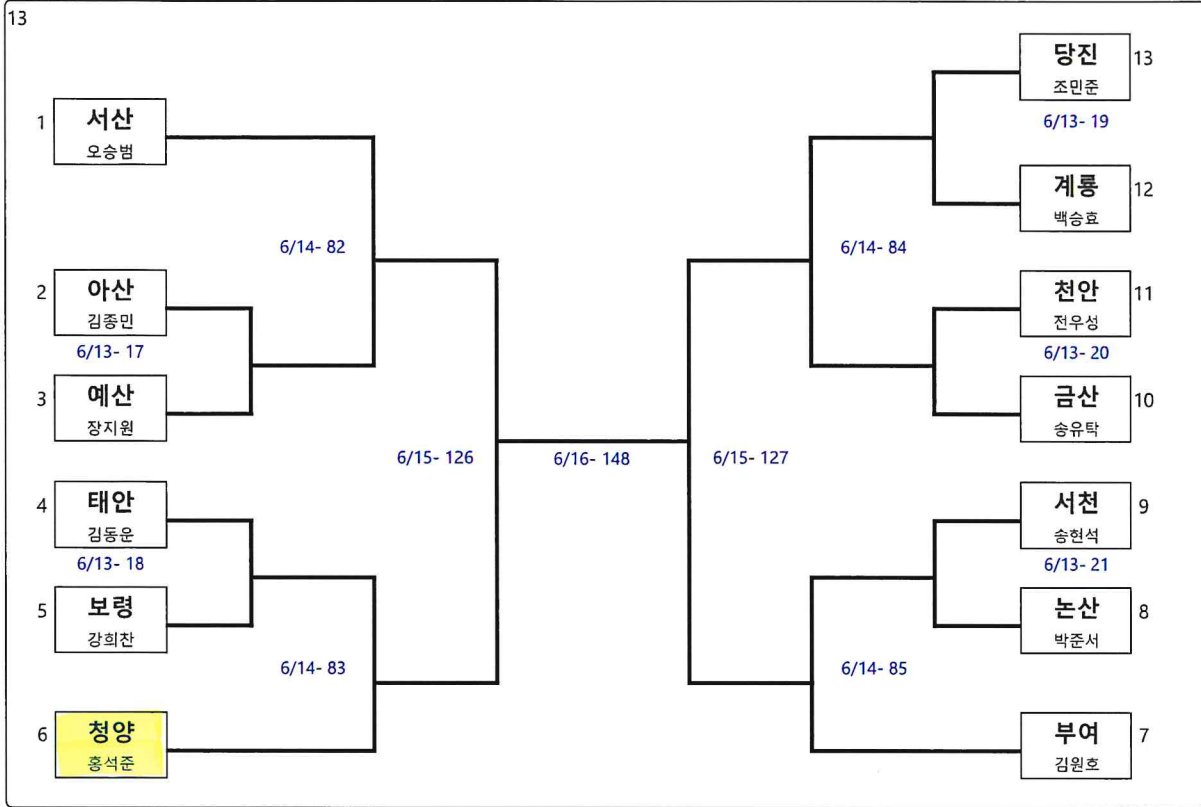 13
1
서산
오승범
2
아산
김종민
6/13- 17
3
예산
장지원
4
태안
김동운
6/13- 18
5
보령
강희찬
6
청양
홍석준
6/14- 82
6/14- 83
6/15- 126
6/16- 148
6/15- 127
6/14- 84
6/14- 85
당진
조민준
13
6/13- 19
계룡
백승효
12
천안
전우성
11
6/13- 20
금산
송유탁
10
서천
송현석
9
6/13- 21
논산
박준서
8
부여
김원호
7